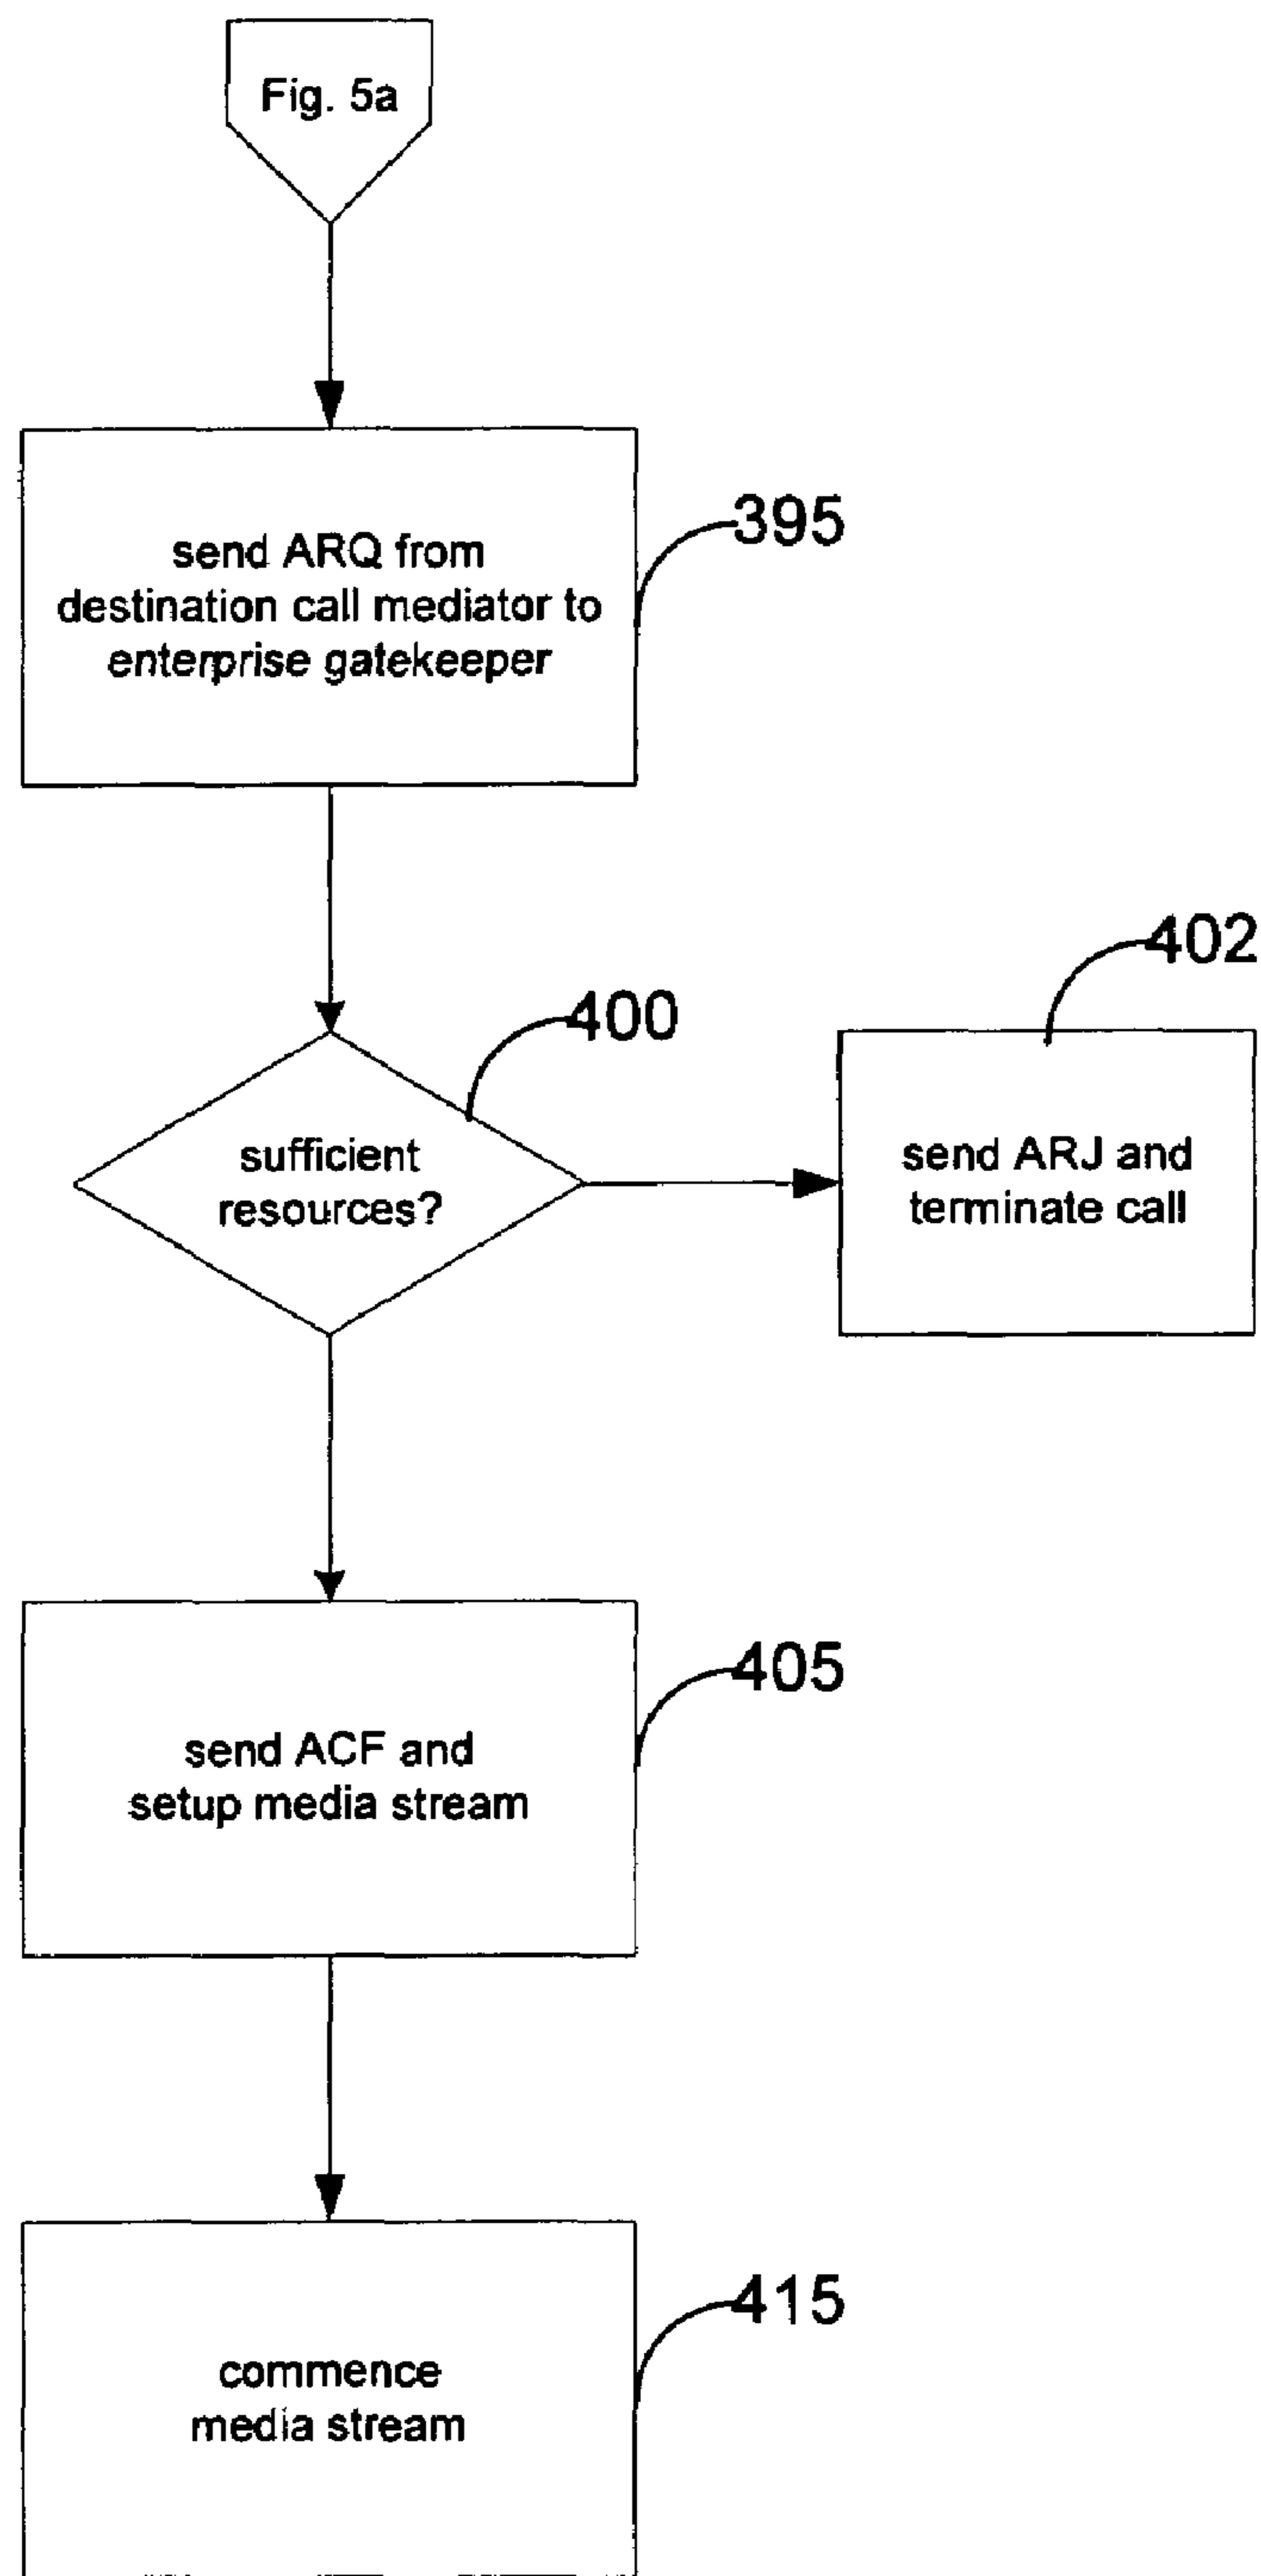 Fig. 5a
send ARQ from
destination call mediator to
enterprise gatekeeper
395
400
sufficient
resources?
402
send ARJ and
terminate call
405
send ACF and
setup media stream
415
commence
media stream